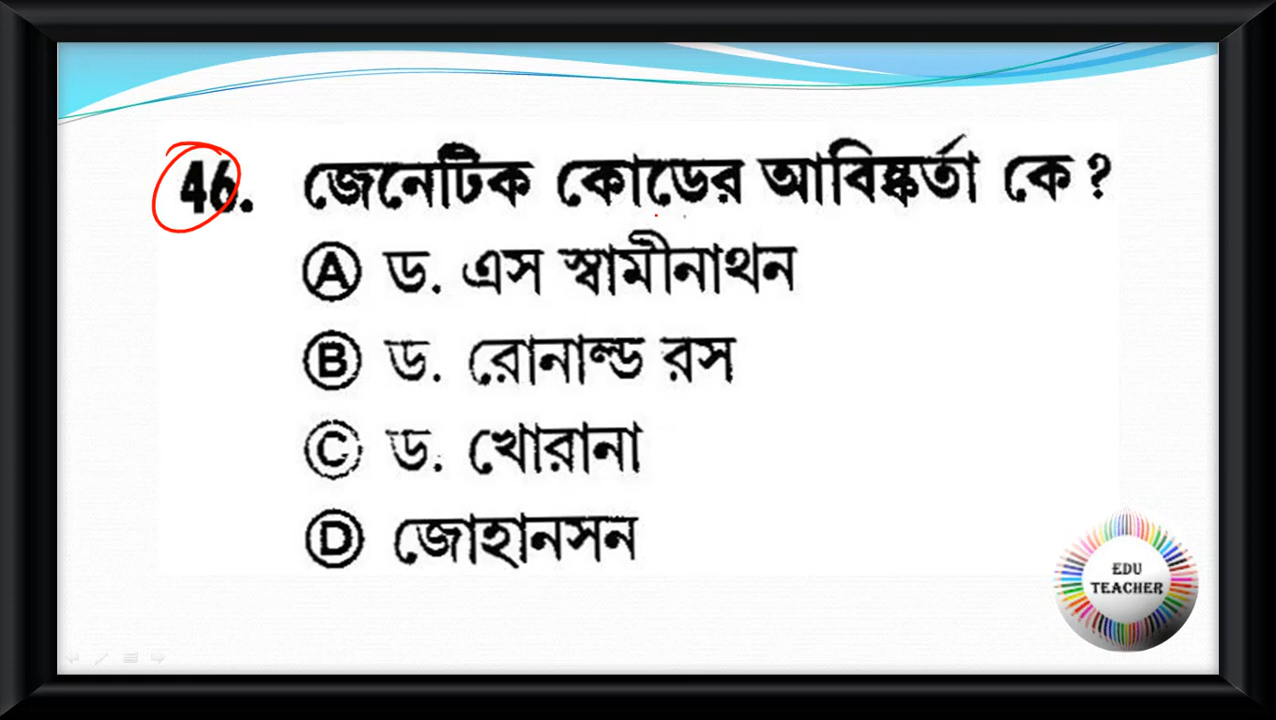 46. জেনেটিক কোডের আবিষ্কর্তা কে ?
A ড. এস স্বামীনাথন
B ড. রোনাল্ড রস
C ড. খোরানা
D জোহানসন
EDU
TEACHER